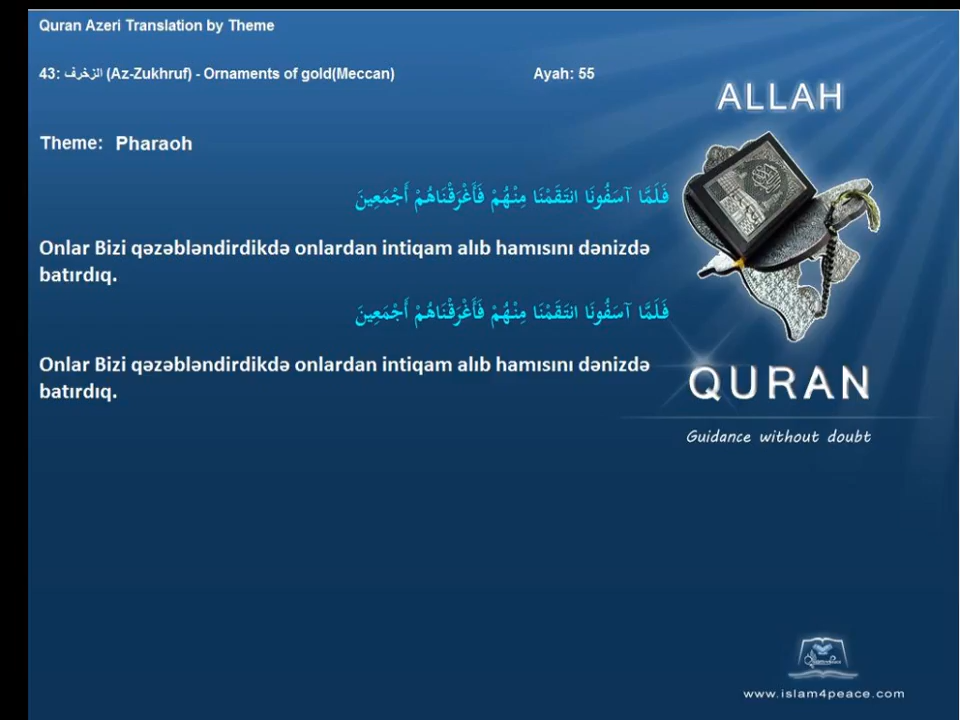 Quran Azeri Translation by Theme
43: الزخرف (Az-Zukhruf) - Ornaments of gold(Meccan) Ayah: 55
ALLAH
Theme: Pharaoh
فَلَمَّا آسَفُونَا انتَقَمْنَا مِنْهُمْ فَأَغْرَقْنَاهُمْ أَجْمَعِينَ
Onlar Bizi qəzəbləndirdikdə onlardan intiqam alıb hamısını dənizdə
batırdıq.
فَلَمَّا آسَفُونَا انتَقَمْنَا مِنْهُمْ فَأَغْرَقْنَاهُمْ أَجْمَعِينَ
Onlar Bizi qəzəbləndirdikdə onlardan intiqam alıb hamısını dənizdə
batırdıq.
QURAN
Guidance without doubt
www.islam4peace.com